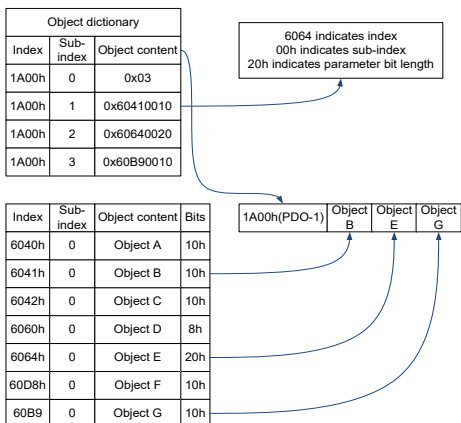 Object dictionary
Index Sub-index Object content
1A00h 0 0x03
1A00h 1 0x60410010
1A00h 2 0x60640020
1A00h 3 0x60B90010
6064 indicates index
00h indicates sub-index
20h indicates parameter bit length
Index Sub-index Object content Bits
6040h 0 Object A 10h
6041h 0 Object B 10h
6042h 0 Object C 10h
6060h 0 Object D 8h
6064h 0 Object E 20h
60D8h 0 Object F 10h
60B9 0 Object G 10h
1A00h(PDO-1) Object B Object E Object G